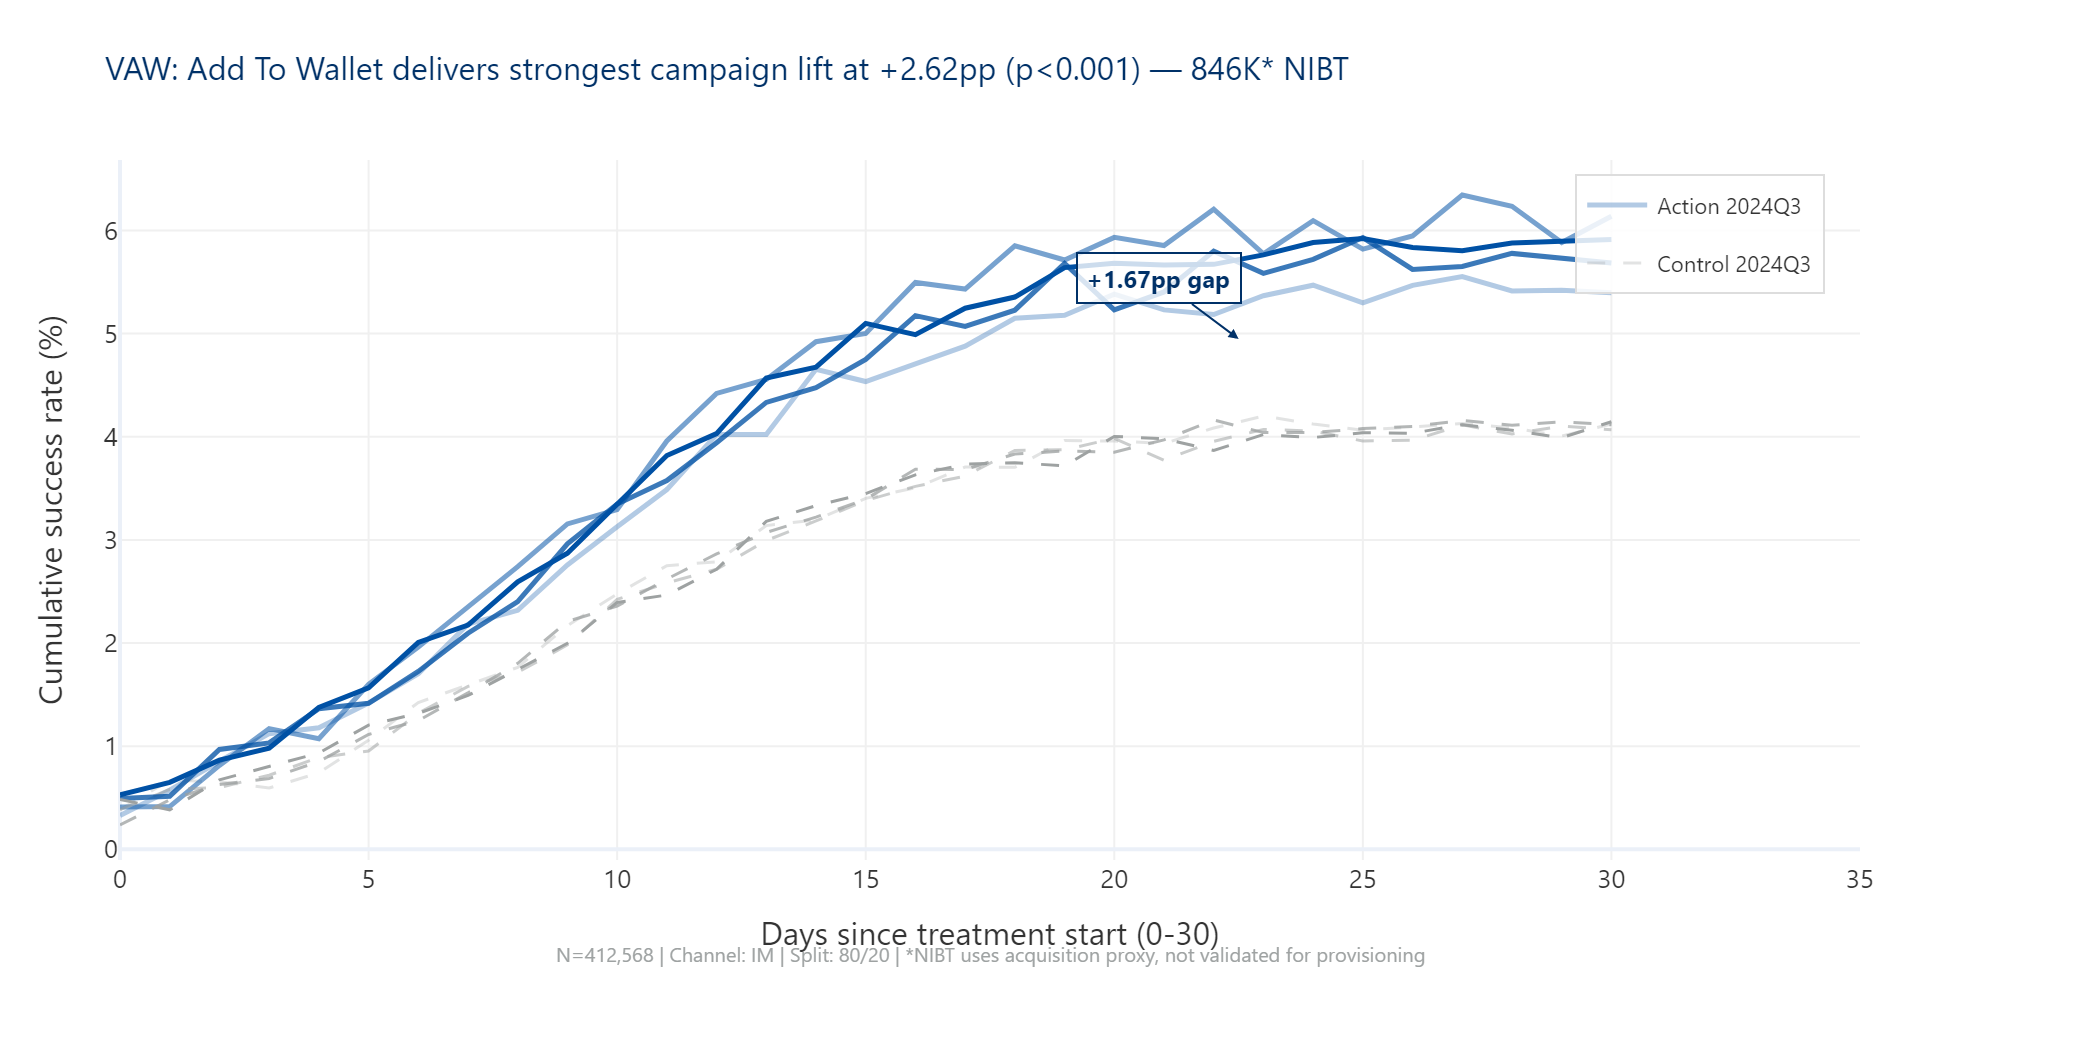 VAW: Add To Wallet delivers strongest campaign lift at +2.62pp (p<0.001) — 846K* NIBT
Action 2024Q3
Control 2024Q3
+1.67pp gap
Cumulative success rate (%)
6
5
4
3
2
1
0
0 5 10 15 20 25 30 35
Days since treatment start (0-30)
N=412,568 | Channel: IM | Split: 80/20 | *NIBT uses acquisition proxy, not validated for provisioning